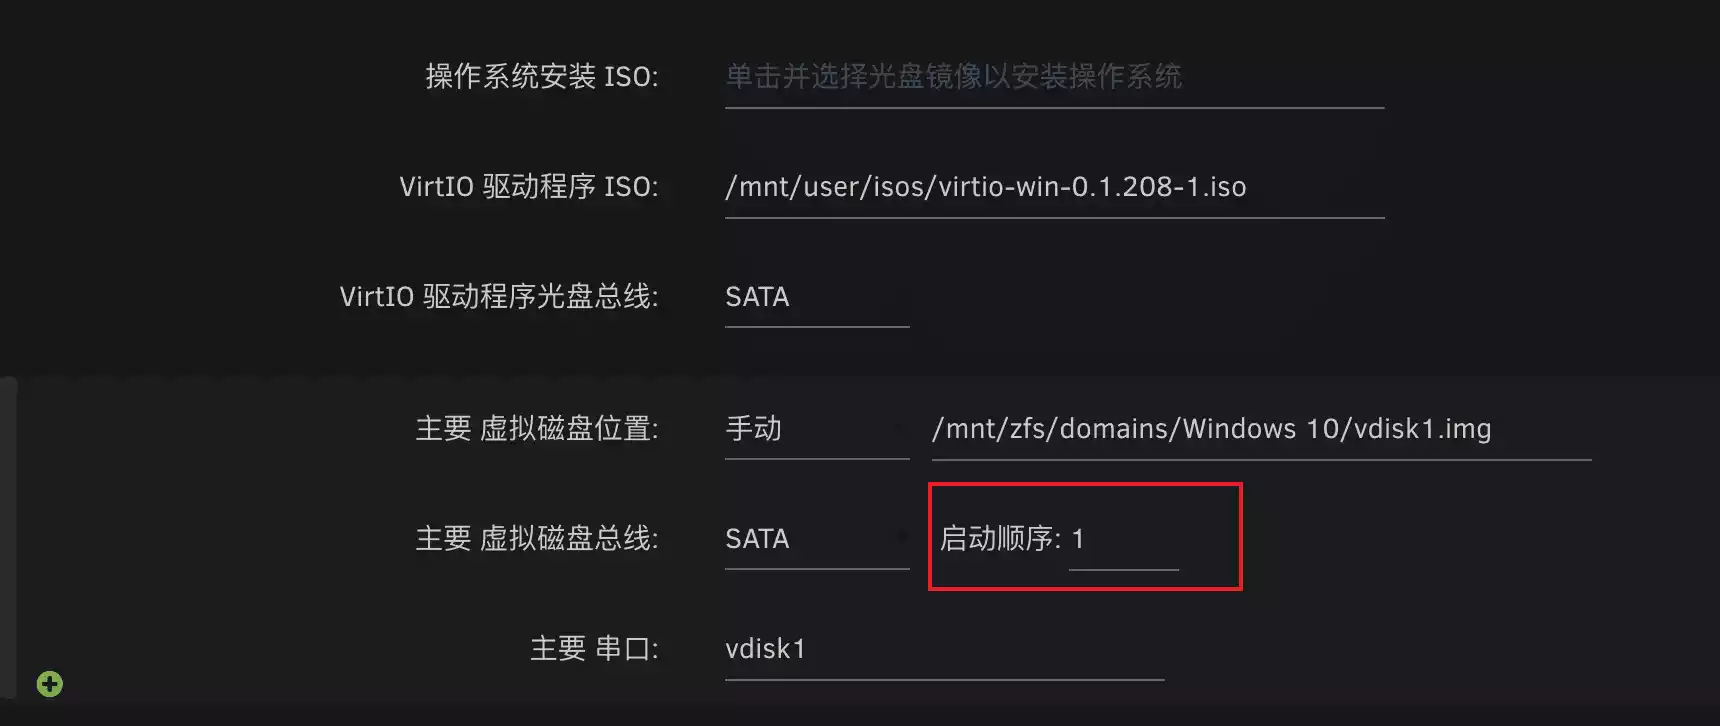 操作系统安装 ISO: 单击并选择光盘镜像以安装操作系统
VirtIO 驱动程序 ISO: /mnt/user/isos/virtio-win-0.1.208-1.iso
VirtIO 驱动程序光盘总线: SATA
主要 虚拟磁盘位置: 手动 /mnt/zfs/domains/Windows 10/vdisk1.img
主要 虚拟磁盘总线: SATA 启动顺序: 1
主要 串口: vdisk1